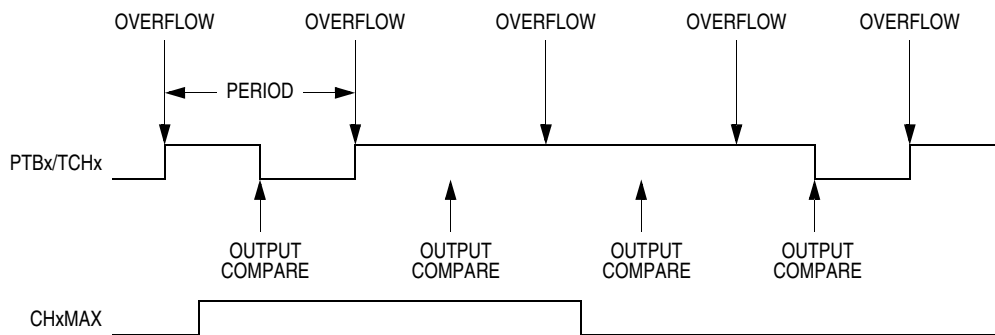 OVERFLOW OVERFLOW OVERFLOW OVERFLOW OVERFLOW
PERIOD
PTBx/TCHx
OUTPUT COMPARE
OUTPUT COMPARE
OUTPUT COMPARE
OUTPUT COMPARE
CHxMAX